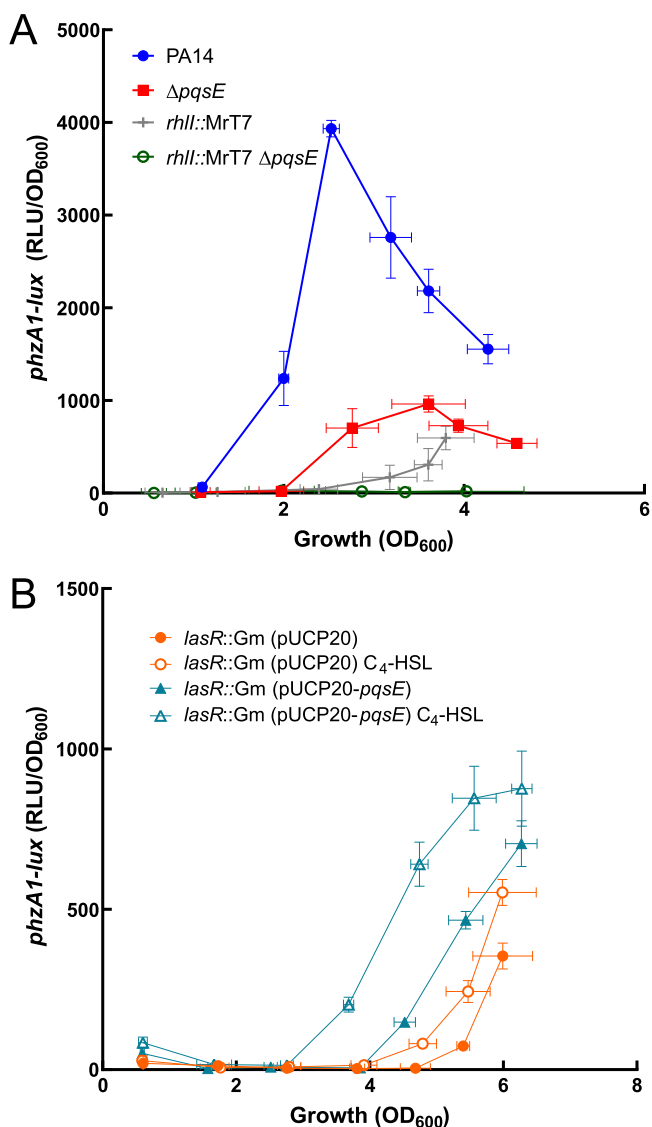 A
5000
4000
3000
2000
1000
0
phzA1-lux (RLU/OD600)
PA14
ΔpqsE
rhlI::MrT7
rhlI::MrT7 ΔpqsE
0 2 4 6
Growth (OD600)
B
1500
1000
500
0
phzA1-lux (RLU/OD600)
lasR::Gm (pUCP20)
lasR::Gm (pUCP20) C4-HSL
lasR::Gm (pUCP20-pqsE)
lasR::Gm (pUCP20-pqsE) C4-HSL
0 2 4 6 8
Growth (OD600)